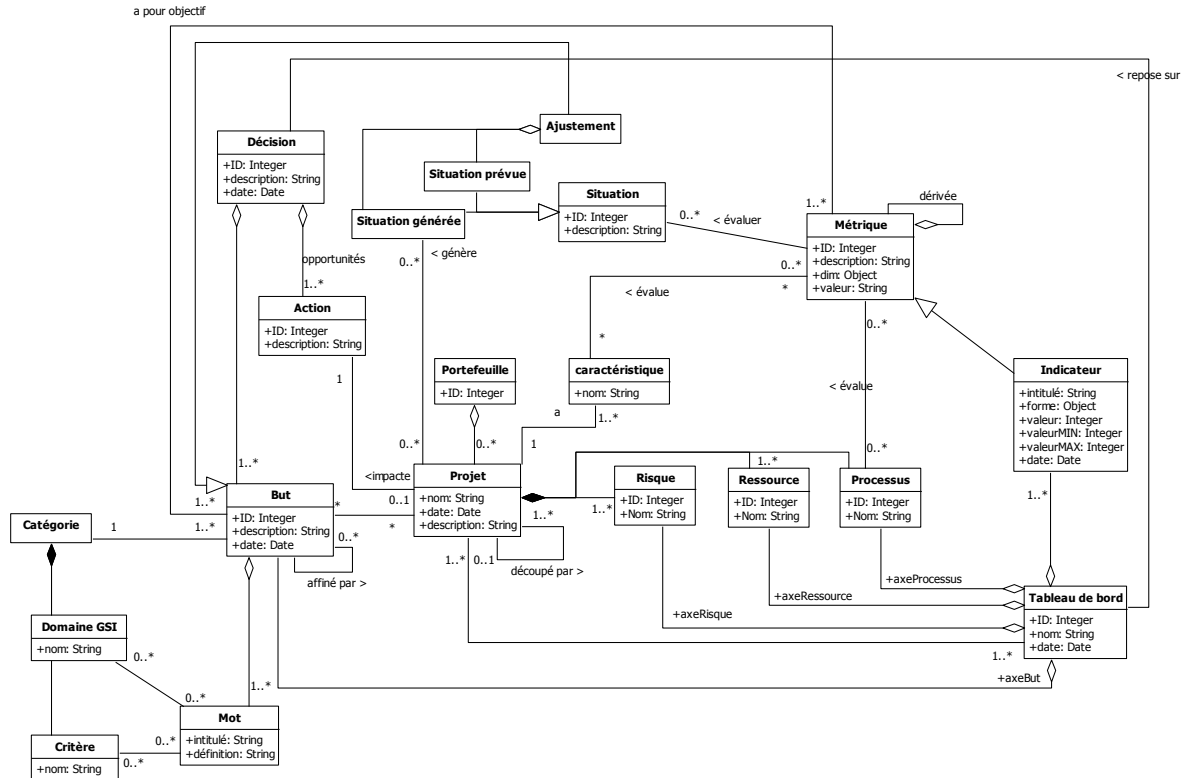 a pour objectif
< repose sur
Ajustement
Décision
+ID: Integer
+description: String
+date: Date
Situation prévue
Situation
+ID: Integer
+description: String
dérivée
Situation générée
0..*
< évaluer
1..*
Métrique
+ID: Integer
+description: String
+dim: Object
+valeur: String
opportunités
0..*
< génère
0..*
*
1..*
< évalue
0..*
Action
+ID: Integer
+description: String
*
Portefeuille
+ID: Integer
caractéristique
+nom: String
< évalue
Indicateur
+intitulé: String
+forme: Object
+valeur: Integer
+valeurMIN: Integer
+valeurMAX: Integer
+date: Date
1
a
1..*
0..*
0..*
1
0..*
1..*
<impacte
Projet
+nom: String
+date: Date
+description: String
Risque
+ID: Integer
+Nom: String
1..*
Ressource
+ID: Integer
+Nom: String
Processus
+ID: Integer
+Nom: String
1..*
But
+ID: Integer
+description: String
+date: Date
0..1
*
*
1..*
1..*
Catégorie
1
1..*
0..*
affiné par >
1..*
0..1
découpé par >
1..*
+axeProcessus
+axeRessource
+axeRisque
Tableau de bord
+ID: Integer
+nom: String
+date: Date
Domaine GSI
+nom: String
0..*
1..*
+axeBut
0..*
1..*
Mot
+intitulé: String
+définition: String
Critère
+nom: String
0..*
0..*